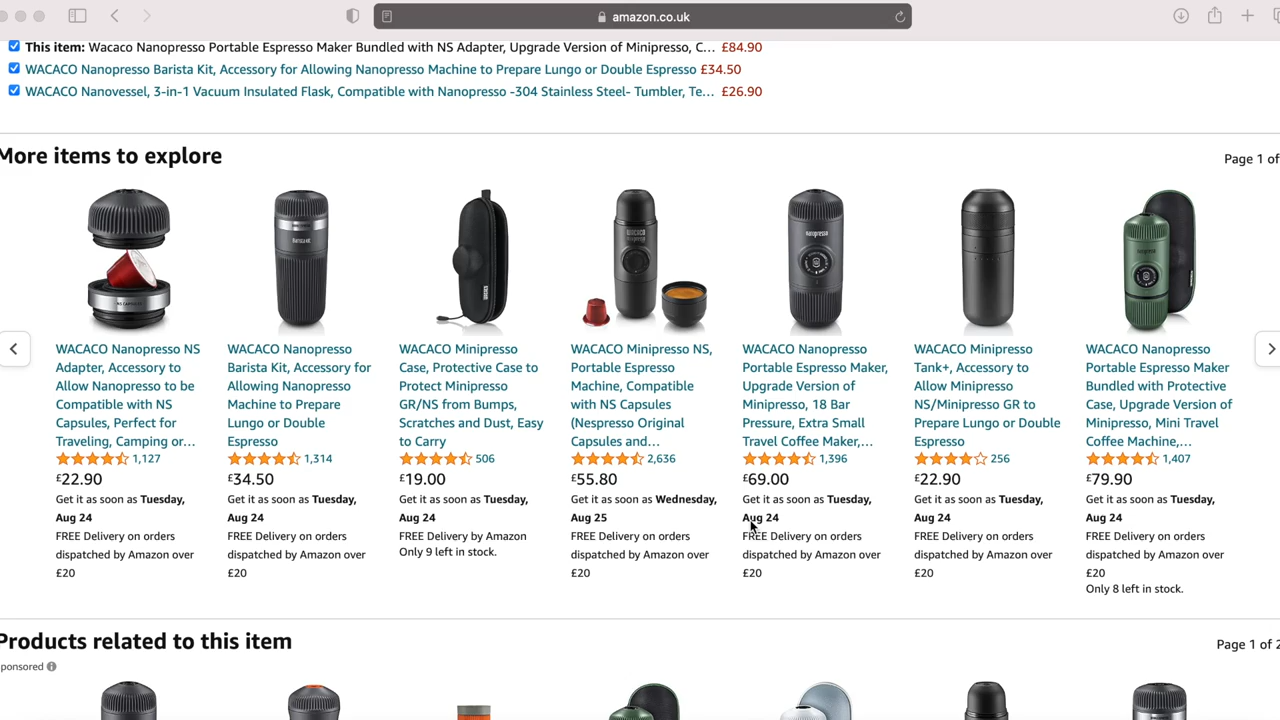 amazon.co.uk
This item: Wacaco Nanopresso Portable Espresso Maker Bundled with NS Adapter, Upgrade Version of Minipresso, C... £84.90
WACACO Nanopresso Barista Kit, Accessory for Allowing Nanopresso Machine to Prepare Lungo or Double Espresso £34.50
WACACO Nanovessel, 3-in-1 Vacuum Insulated Flask, Compatible with Nanopresso -304 Stainless Steel- Tumbler, Te... £26.90
More items to explore
Page 1 of
WACACO Nanopresso NS
Adapter, Accessory to
Allow Nanopresso to be
Compatible with NS
Capsules, Perfect for
Traveling, Camping or...
1,127
£22.90
Get it as soon as Tuesday,
Aug 24
FREE Delivery on orders
dispatched by Amazon over
£20
WACACO Nanopresso
Barista Kit, Accessory for
Allowing Nanopresso
Machine to Prepare
Lungo or Double
Espresso
1,314
£34.50
Get it as soon as Tuesday,
Aug 24
FREE Delivery on orders
dispatched by Amazon over
£20
WACACO Minipresso
Case, Protective Case to
Protect Minipresso
GR/NS from Bumps,
Scratches and Dust, Easy
to Carry
506
£19.00
Get it as soon as Tuesday,
Aug 24
FREE Delivery by Amazon
Only 9 left in stock.
WACACO Minipresso NS,
Portable Espresso
Machine, Compatible
with NS Capsules
(Nespresso Original
Capsules and...
2,636
£55.80
Get it as soon as Wednesday,
Aug 25
FREE Delivery on orders
dispatched by Amazon over
£20
nanopresso
WACACO Nanopresso
Portable Espresso Maker,
Upgrade Version of
Minipresso, 18 Bar
Pressure, Extra Small
Travel Coffee Maker,...
1,396
£69.00
Get it as soon as Tuesday,
Aug 24
FREE Delivery on orders
dispatched by Amazon over
£20
WACACO Minipresso
Tank+, Accessory to
Allow Minipresso
NS/Minipresso GR to
Prepare Lungo or Double
Espresso
256
£22.90
Get it as soon as Tuesday,
Aug 24
FREE Delivery on orders
dispatched by Amazon over
£20
WACACO Nanopresso
Portable Espresso Maker
Bundled with Protective
Case, Upgrade Version of
Minipresso, Mini Travel
Coffee Machine,...
1,407
£79.90
Get it as soon as Tuesday,
Aug 24
FREE Delivery on orders
dispatched by Amazon over
£20
Only 8 left in stock.
Products related to this item
Page 1 of 2
ponsored